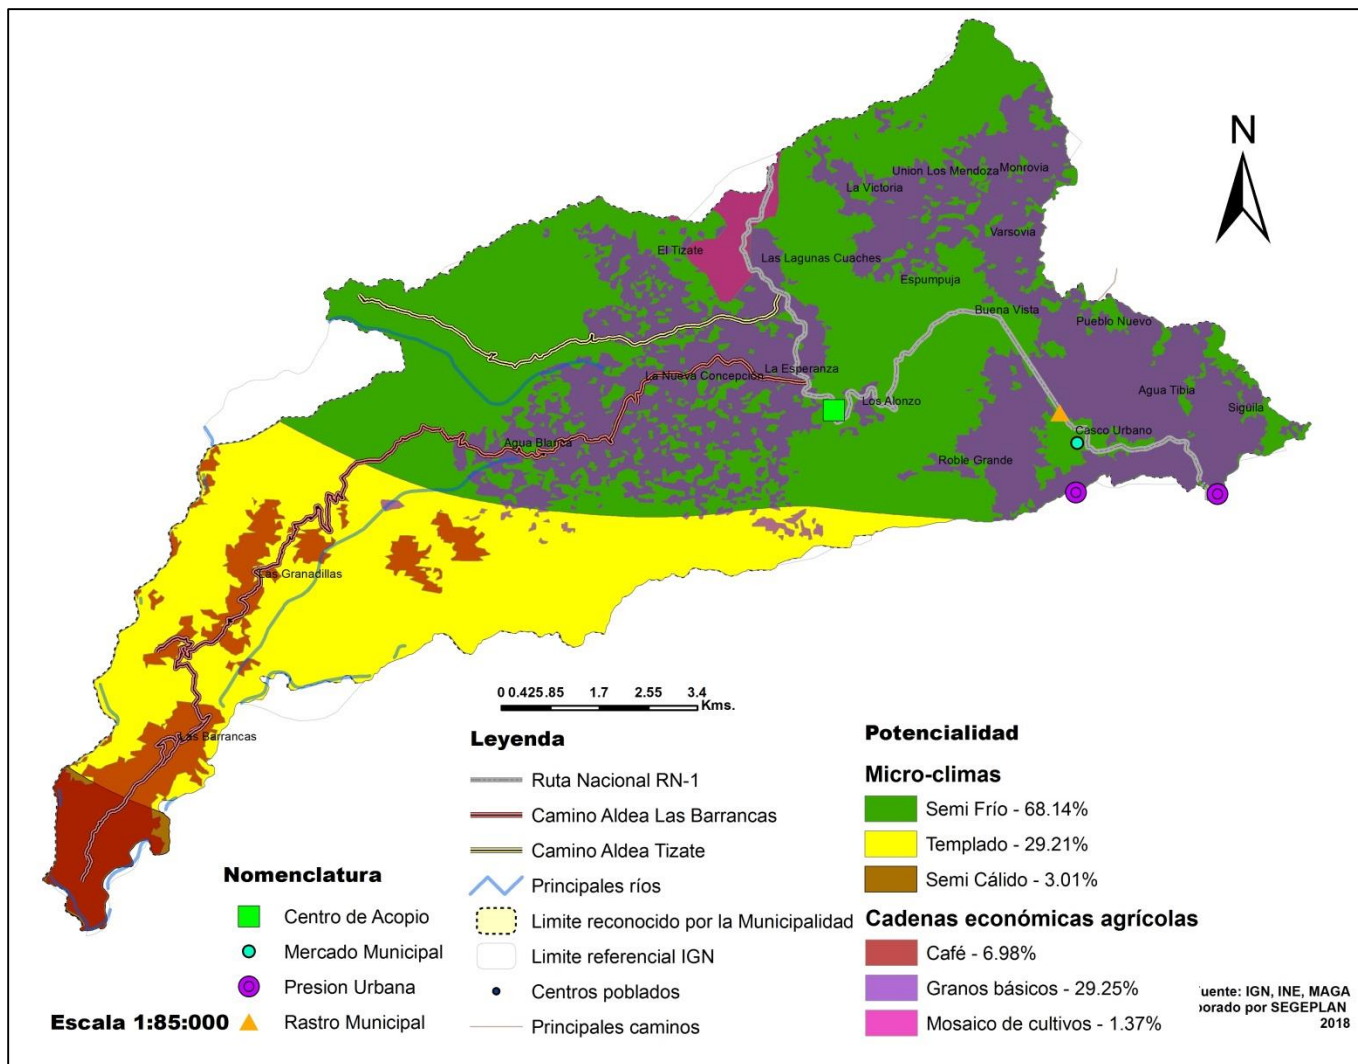 N
Union Los Mendoza
Monrovia
La Victoria
Varsovia
El Tizate
Las Lagunas Cuaches
Espumpuja
Buena Vista
Pueblo Nuevo
La Esperanza
La Nueva Concepción
Agua Tibia
Los Alonzo
Siguila
Casco Urbano
Agua Blanca
Roble Grande
Las Granadillas
Las Barrancas
0 0.425.85 1.7 2.55 3.4
Kms.
Leyenda
Ruta Nacional RN-1
Camino Aldea Las Barrancas
Camino Aldea Tizate
Principales ríos
Limite reconocido por la Municipalidad
Limite referencial IGN
Centros poblados
Principales caminos
Nomenclatura
Centro de Acopio
Mercado Municipal
Presion Urbana
Rastro Municipal
Escala 1:85:000
Potencialidad
Micro-climas
Semi Frío - 68.14%
Templado - 29.21%
Semi Cálido - 3.01%
Cadenas económicas agrícolas
Café - 6.98%
Granos básicos - 29.25%
Mosaico de cultivos - 1.37%
uente: IGN, INE, MAGA
orado por SEGEPLAN
2018